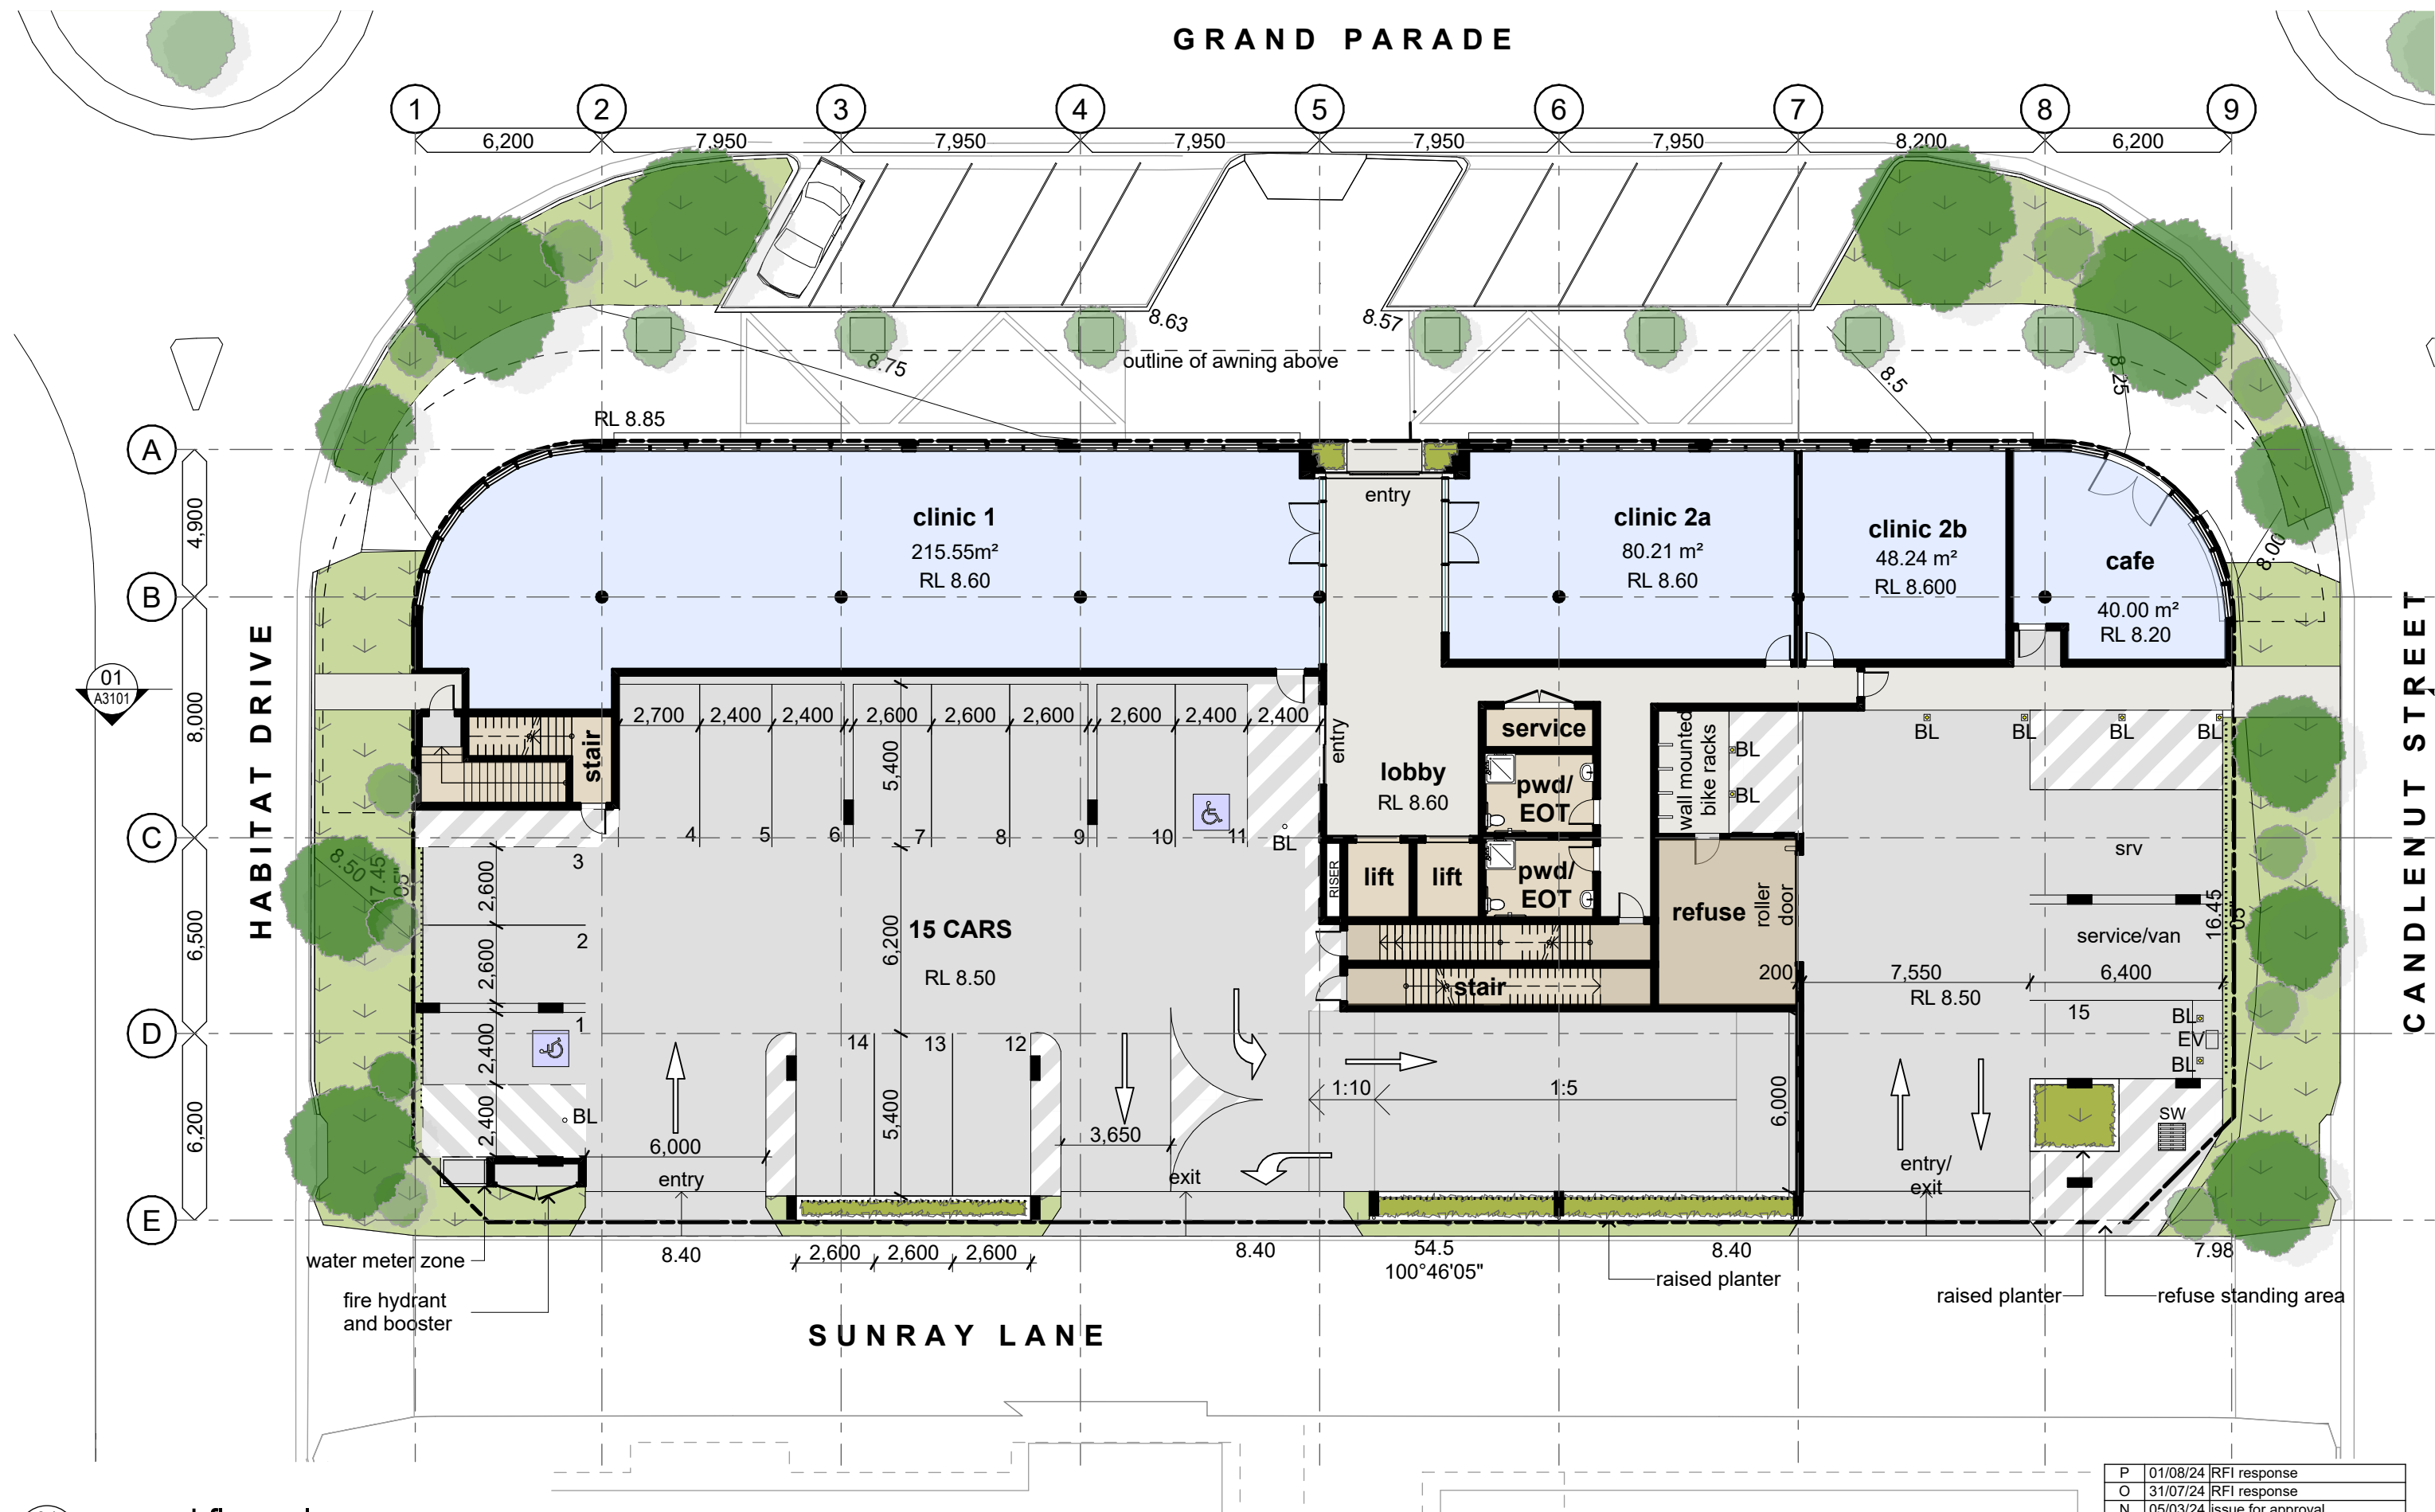 GRAND PARADE
1 2 3 4 5 6 7 8 9
6,200 7,950 7,950 7,950 7,950 7,950 8,200 6,200
8.63 8.57
outline of awning above
8.75 8.5 8.25
RL 8.85
A
entry
clinic 1
215.55m²
RL 8.60
clinic 2a
80.21 m²
RL 8.60
clinic 2b
48.24 m²
RL 8.600
cafe
40.00 m²
RL 8.20
8.00
4,900
B
HABITAT DRIVE
CANDLENUT STREET
01
A3101
8,000
stair
2,700 2,400 2,400 2,600 2,600 2,600 2,600 2,400 2,400
5,400
entry
lobby
RL 8.60
service
pwd/
EOT
wall mounted
bike racks
BL
BL
BL BL BL BL
4 5 6 7 8 9 10 11
BL
C
3
8.50
17.45
05"
2,600
2
2,600
6,500
15 CARS
RL 8.50
6,200
RISER
lift lift
pwd/
EOT
refuse
roller
door
srv
service/van
16.45
05"
200 7,550 6,400
RL 8.50
stair
15
BL
EV
BL
D
1
2,400
2,400
BL
14 13 12
5,400
6,200
6,000
entry
3,650
exit
1:10 1:5
6,000
entry/
exit
SW
E
water meter zone
fire hydrant
and booster
8.40
2,600 2,600 2,600
8.40
54.5
100°46'05"
8.40
7.98
raised planter
raised planter
refuse standing area
SUNRAY LANE
P 01/08/24 RFI response
O 31/07/24 RFI response
N 05/03/24 issue for approval